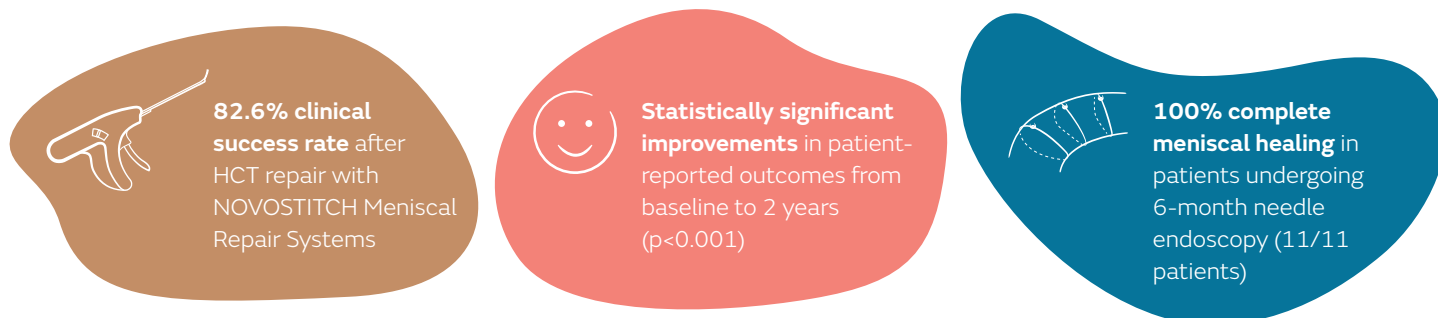 82.6% clinical
success rate after
HCT repair with
NOVOSTITCH Meniscal
Repair Systems
Statistically significant
improvements in patient-
reported outcomes from
baseline to 2 years
(p<0.001)
100% complete
meniscal healing in
patients undergoing
6-month needle
endoscopy (11/11
patients)